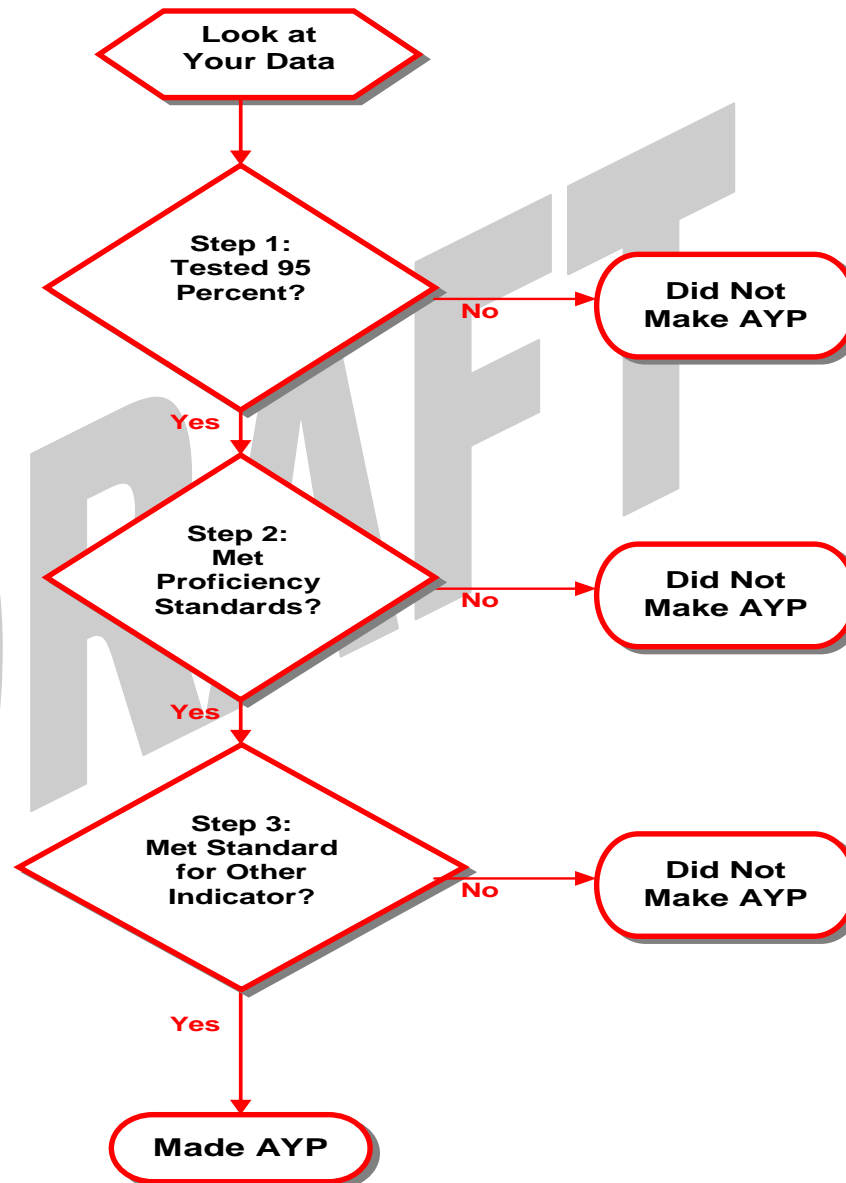 Look at
Your Data
Step 1:
Tested 95
Percent?
No
Did Not
Make AYP
Yes
Step 2:
Met
Proficiency
Standards?
No
Did Not
Make AYP
Yes
Step 3:
Met Standard
for Other
Indicator?
No
Did Not
Make AYP
Yes
Made AYP
DRAFT